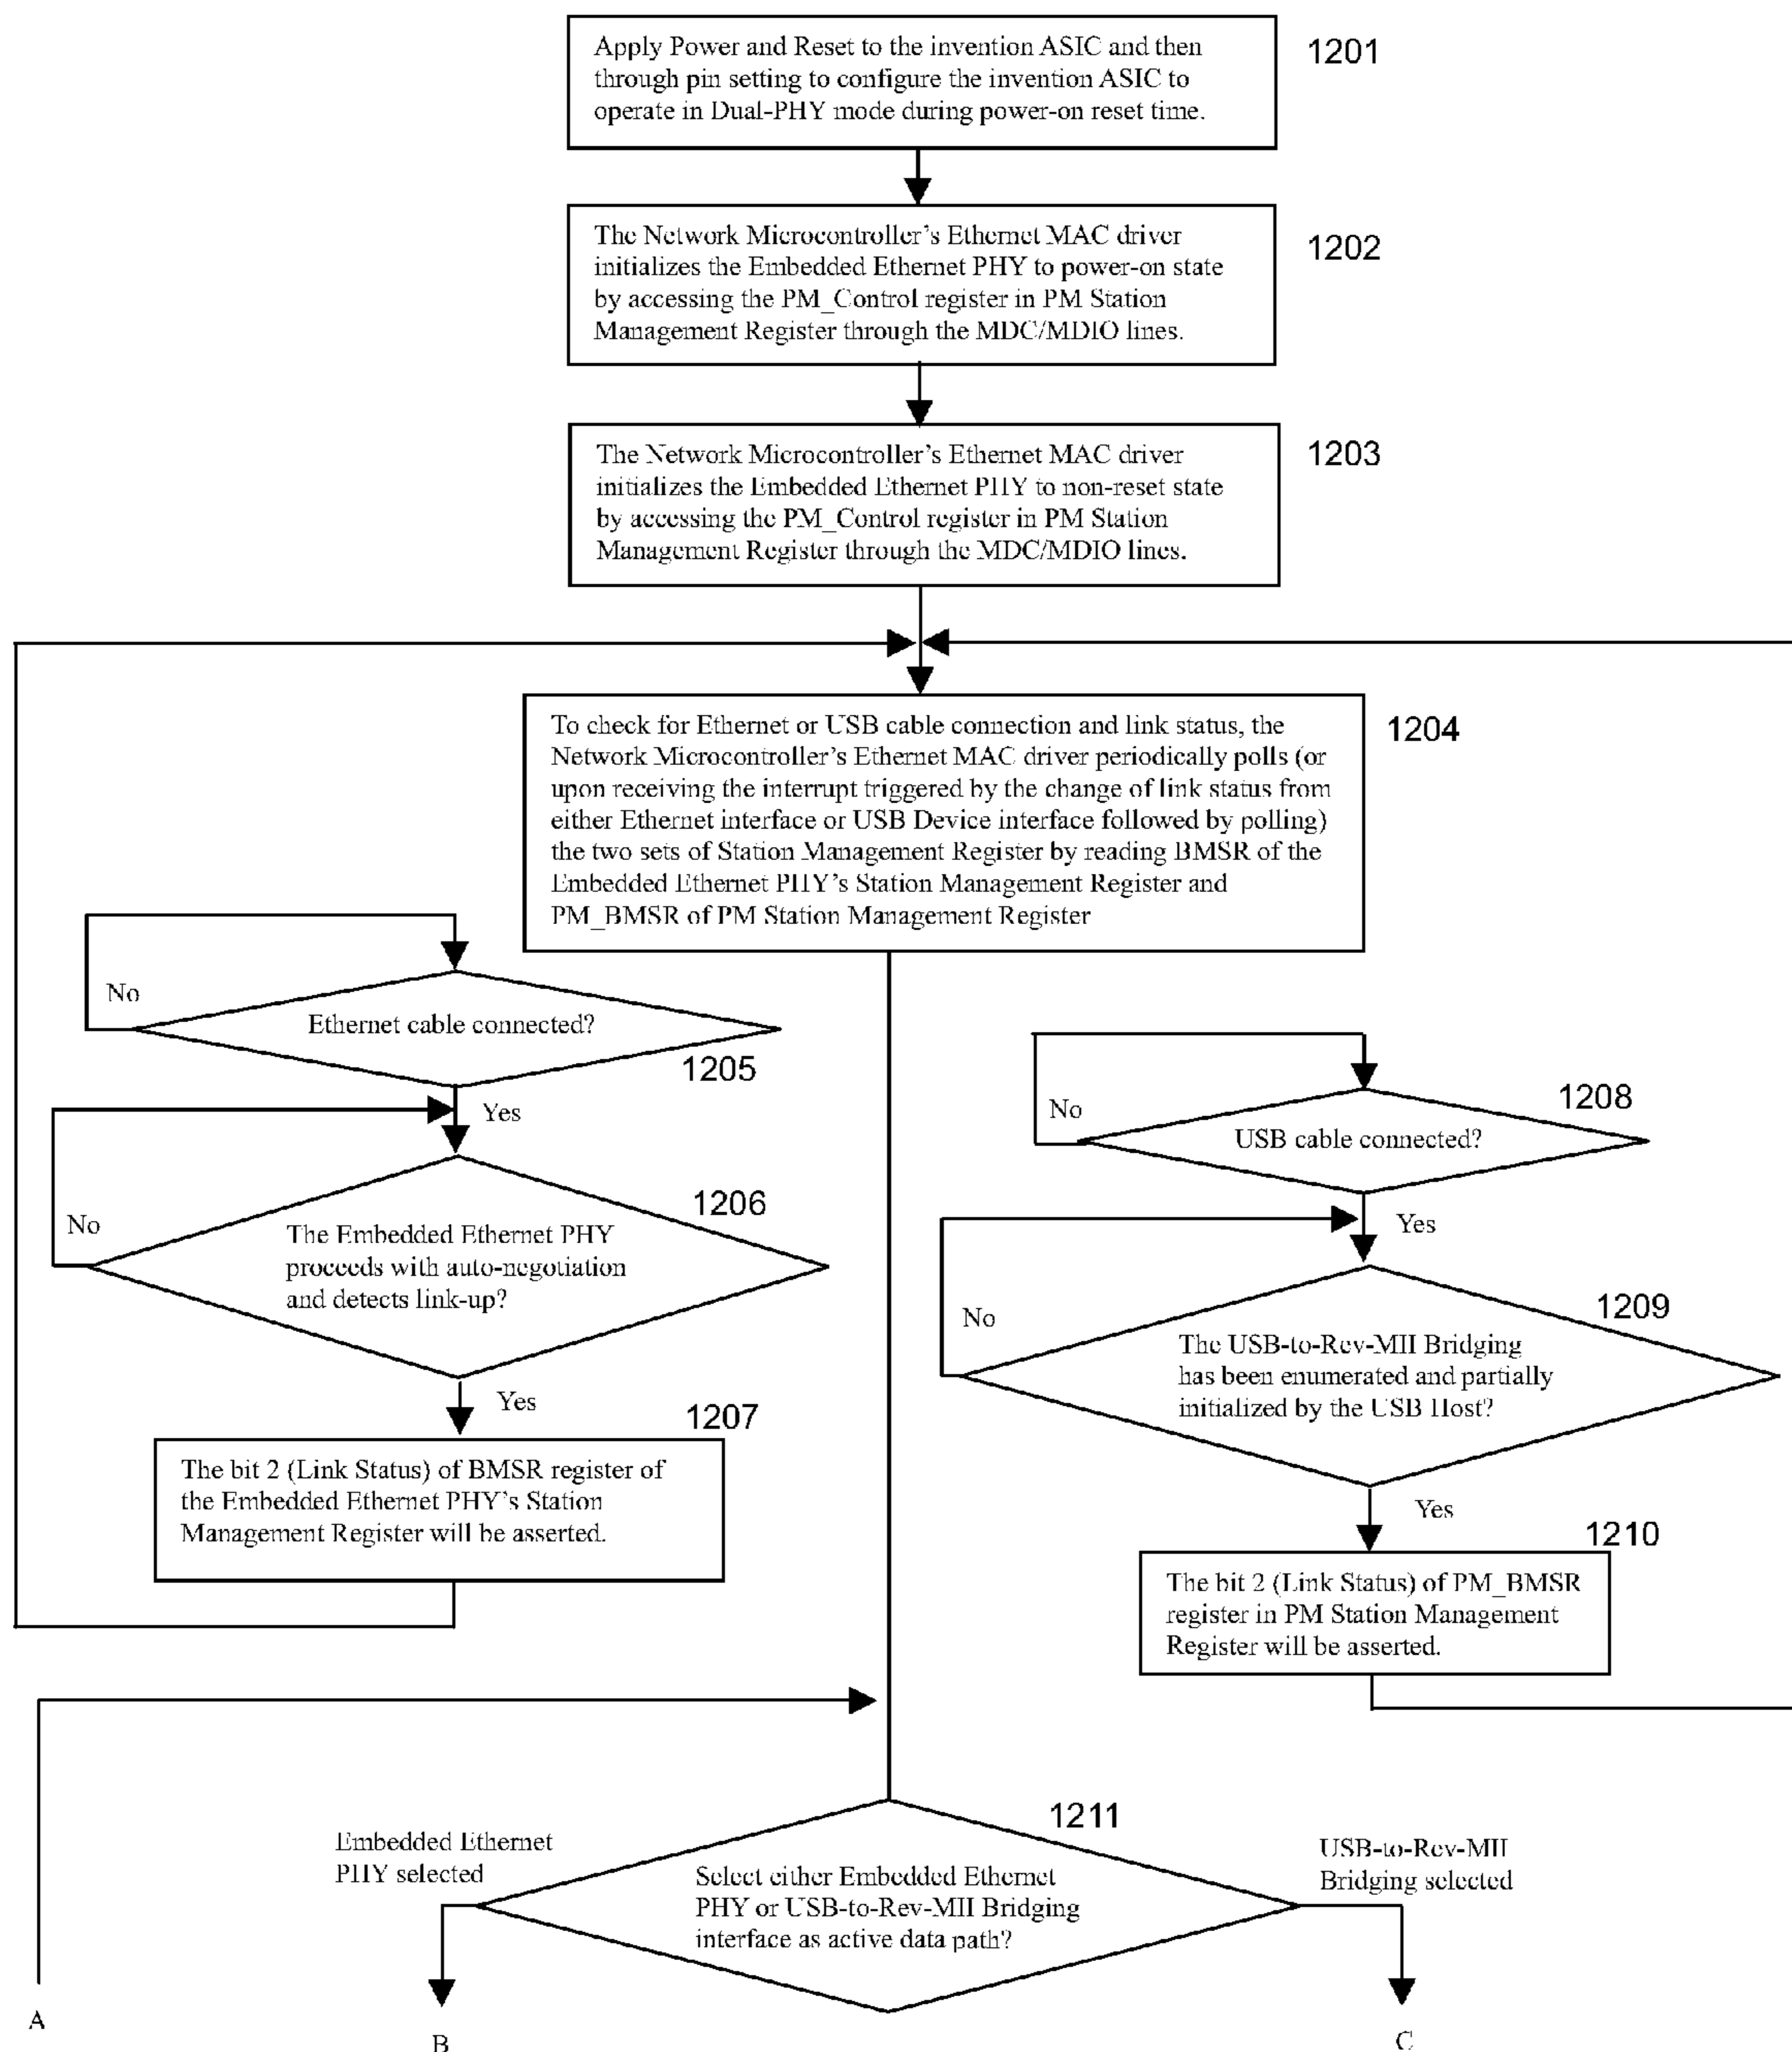 Apply Power and Reset to the invention ASIC and then
through pin setting to configure the invention ASIC to
operate in Dual-PHY mode during power-on reset time.
1201
The Network Microcontroller's Ethernet MAC driver
initializes the Embedded Ethernet PHY to power-on state
by accessing the PM_Control register in PM Station
Management Register through the MDC/MDIO lines.
1202
The Network Microcontroller's Ethernet MAC driver
initializes the Embedded Ethernet PHY to non-reset state
by accessing the PM_Control register in PM Station
Management Register through the MDC/MDIO lines.
1203
To check for Ethernet or USB cable connection and link status, the
Network Microcontroller's Ethernet MAC driver periodically polls (or
upon receiving the interrupt triggered by the change of link status from
either Ethernet interface or USB Device interface followed by polling)
the two sets of Station Management Register by reading BMSR of the
Embedded Ethernet PHY's Station Management Register and
PM_BMSR of PM Station Management Register
1204
No
Ethernet cable connected?
1205
Yes
No
The Embedded Ethernet PHY
proceeds with auto-negotiation
and detects link-up?
1206
Yes
1207
The bit 2 (Link Status) of BMSR register of
the Embedded Ethernet PHY's Station
Management Register will be asserted.
No
USB cable connected?
1208
Yes
No
The USB-to-Rev-MII Bridging
has been enumerated and partially
initialized by the USB Host?
1209
Yes
1210
The bit 2 (Link Status) of PM_BMSR
register in PM Station Management
Register will be asserted.
1211
Embedded Ethernet
PHY selected
Select either Embedded Ethernet
PHY or USB-to-Rev-MII Bridging
interface as active data path?
USB-to-Rev-MII
Bridging selected
A
B
C